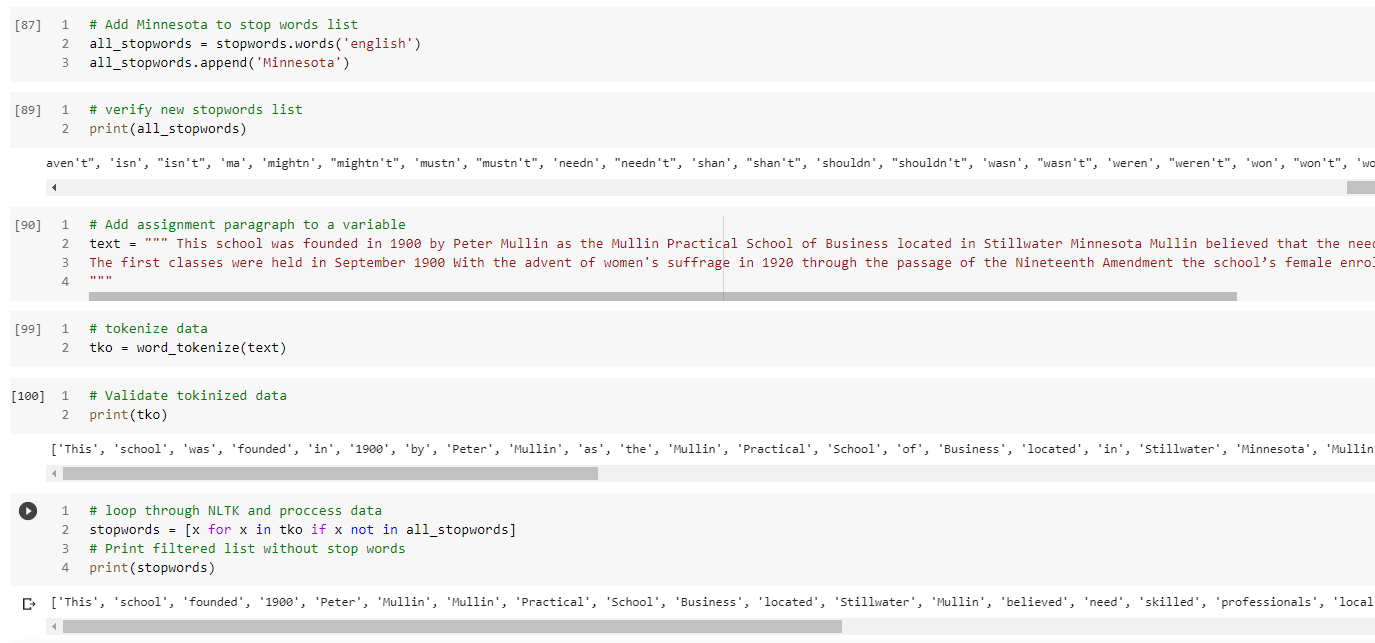 [87] 1 # Add Minnesota to stop words list
2 all_stopwords = stopwords.words('english')
3 all_stopwords.append('Minnesota')
[89] 1 # verify new stopwords list
2 print(all_stopwords)
aven't", 'isn', "isn't", 'ma', 'mightn', "mightn't", 'mustn', "mustn't", 'needn', "needn't", 'shan', "shan't", 'shouldn', "shouldn't", 'wasn', "wasn't", 'weren', "weren't", 'won', "won't", 'wo
[90] 1 # Add assignment paragraph to a variable
2 text = """ This school was founded in 1900 by Peter Mullin as the Mullin Practical School of Business located in Stillwater Minnesota Mullin believed that the need
3 The first classes were held in September 1900 With the advent of women's suffrage in 1920 through the passage of the Nineteenth Amendment the school’s female enrol
4 """
[99] 1 # tokenize data
2 tko = word_tokenize(text)
[100] 1 # Validate tokinized data
2 print(tko)
['This', 'school', 'was', 'founded', 'in', '1900', 'by', 'Peter', 'Mullin', 'as', 'the', 'Mullin', 'Practical', 'School', 'of', 'Business', 'located', 'in', 'Stillwater', 'Minnesota', 'Mullin
1 # loop through NLTK and proccess data
2 stopwords = [x for x in tko if x not in all_stopwords]
3 # Print filtered list without stop words
4 print(stopwords)
['This', 'school', 'founded', '1900', 'Peter', 'Mullin', 'Mullin', 'Practical', 'School', 'Business', 'located', 'Stillwater', 'Mullin', 'believed', 'need', 'skilled', 'professionals', 'local